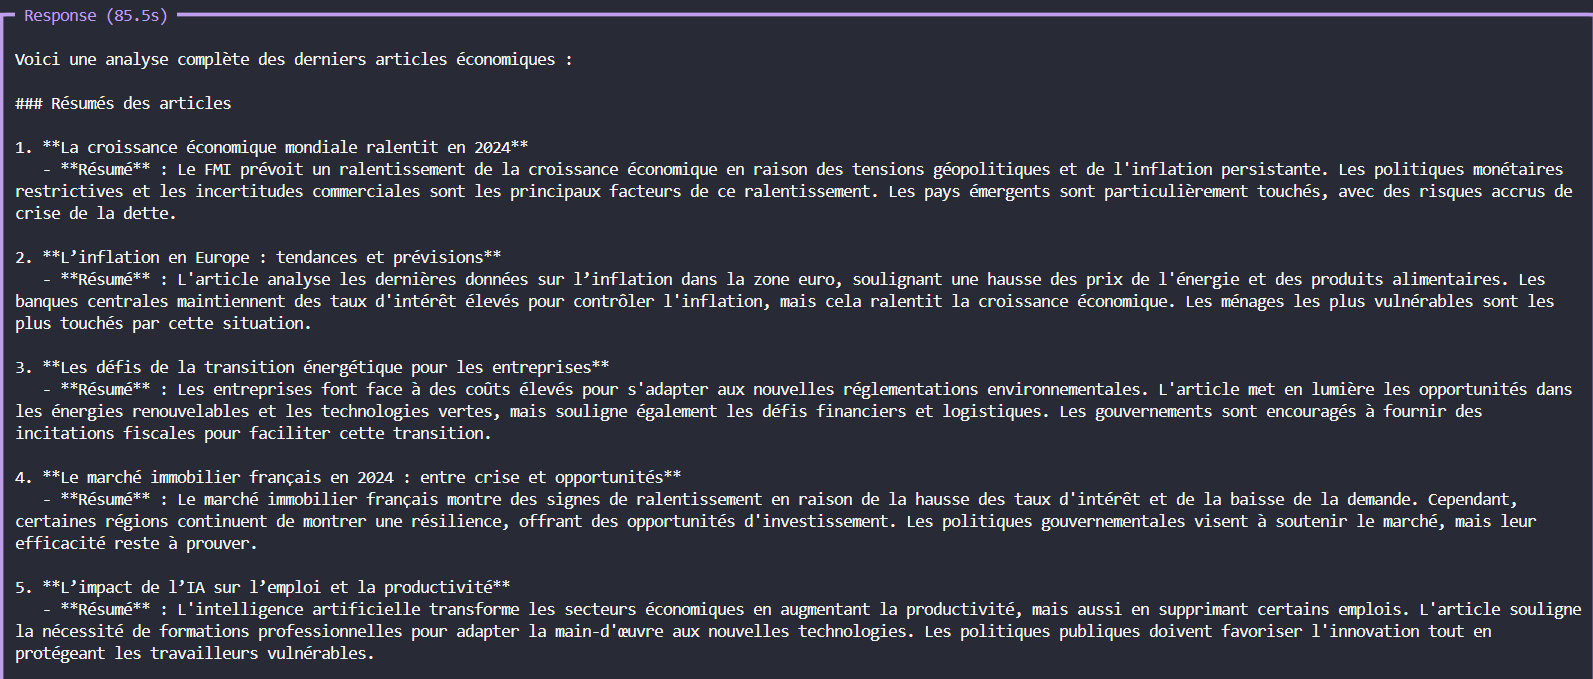 Response (85.5s)
Voici une analyse complète des derniers articles économiques :
### Résumés des articles
1. **La croissance économique mondiale ralentit en 2024**
- **Résumé** : Le FMI prévoit un ralentissement de la croissance économique en raison des tensions géopolitiques et de l'inflation persistante. Les politiques monétaires
restrictives et les incertitudes commerciales sont les principaux facteurs de ce ralentissement. Les pays émergents sont particulièrement touchés, avec des risques accrus de
crise de la dette.
2. **L’inflation en Europe : tendances et prévisions**
- **Résumé** : L'article analyse les dernières données sur l’inflation dans la zone euro, soulignant une hausse des prix de l'énergie et des produits alimentaires. Les
banques centrales maintiennent des taux d'intérêt élevés pour contrôler l'inflation, mais cela ralentit la croissance économique. Les ménages les plus vulnérables sont les
plus touchés par cette situation.
3. **Les défis de la transition énergétique pour les entreprises**
- **Résumé** : Les entreprises font face à des coûts élevés pour s'adapter aux nouvelles réglementations environnementales. L'article met en lumière les opportunités dans
les énergies renouvelables et les technologies vertes, mais souligne également les défis financiers et logistiques. Les gouvernements sont encouragés à fournir des
incitations fiscales pour faciliter cette transition.
4. **Le marché immobilier français en 2024 : entre crise et opportunités**
- **Résumé** : Le marché immobilier français montre des signes de ralentissement en raison de la hausse des taux d'intérêt et de la baisse de la demande. Cependant,
certaines régions continuent de montrer une résilience, offrant des opportunités d'investissement. Les politiques gouvernementales visent à soutenir le marché, mais leur
efficacité reste à prouver.
5. **L’impact de l’IA sur l’emploi et la productivité**
- **Résumé** : L'intelligence artificielle transforme les secteurs économiques en augmentant la productivité, mais aussi en supprimant certains emplois. L'article souligne
la nécessité de formations professionnelles pour adapter la main-d'œuvre aux nouvelles technologies. Les politiques publiques doivent favoriser l'innovation tout en
protégeant les travailleurs vulnérables.